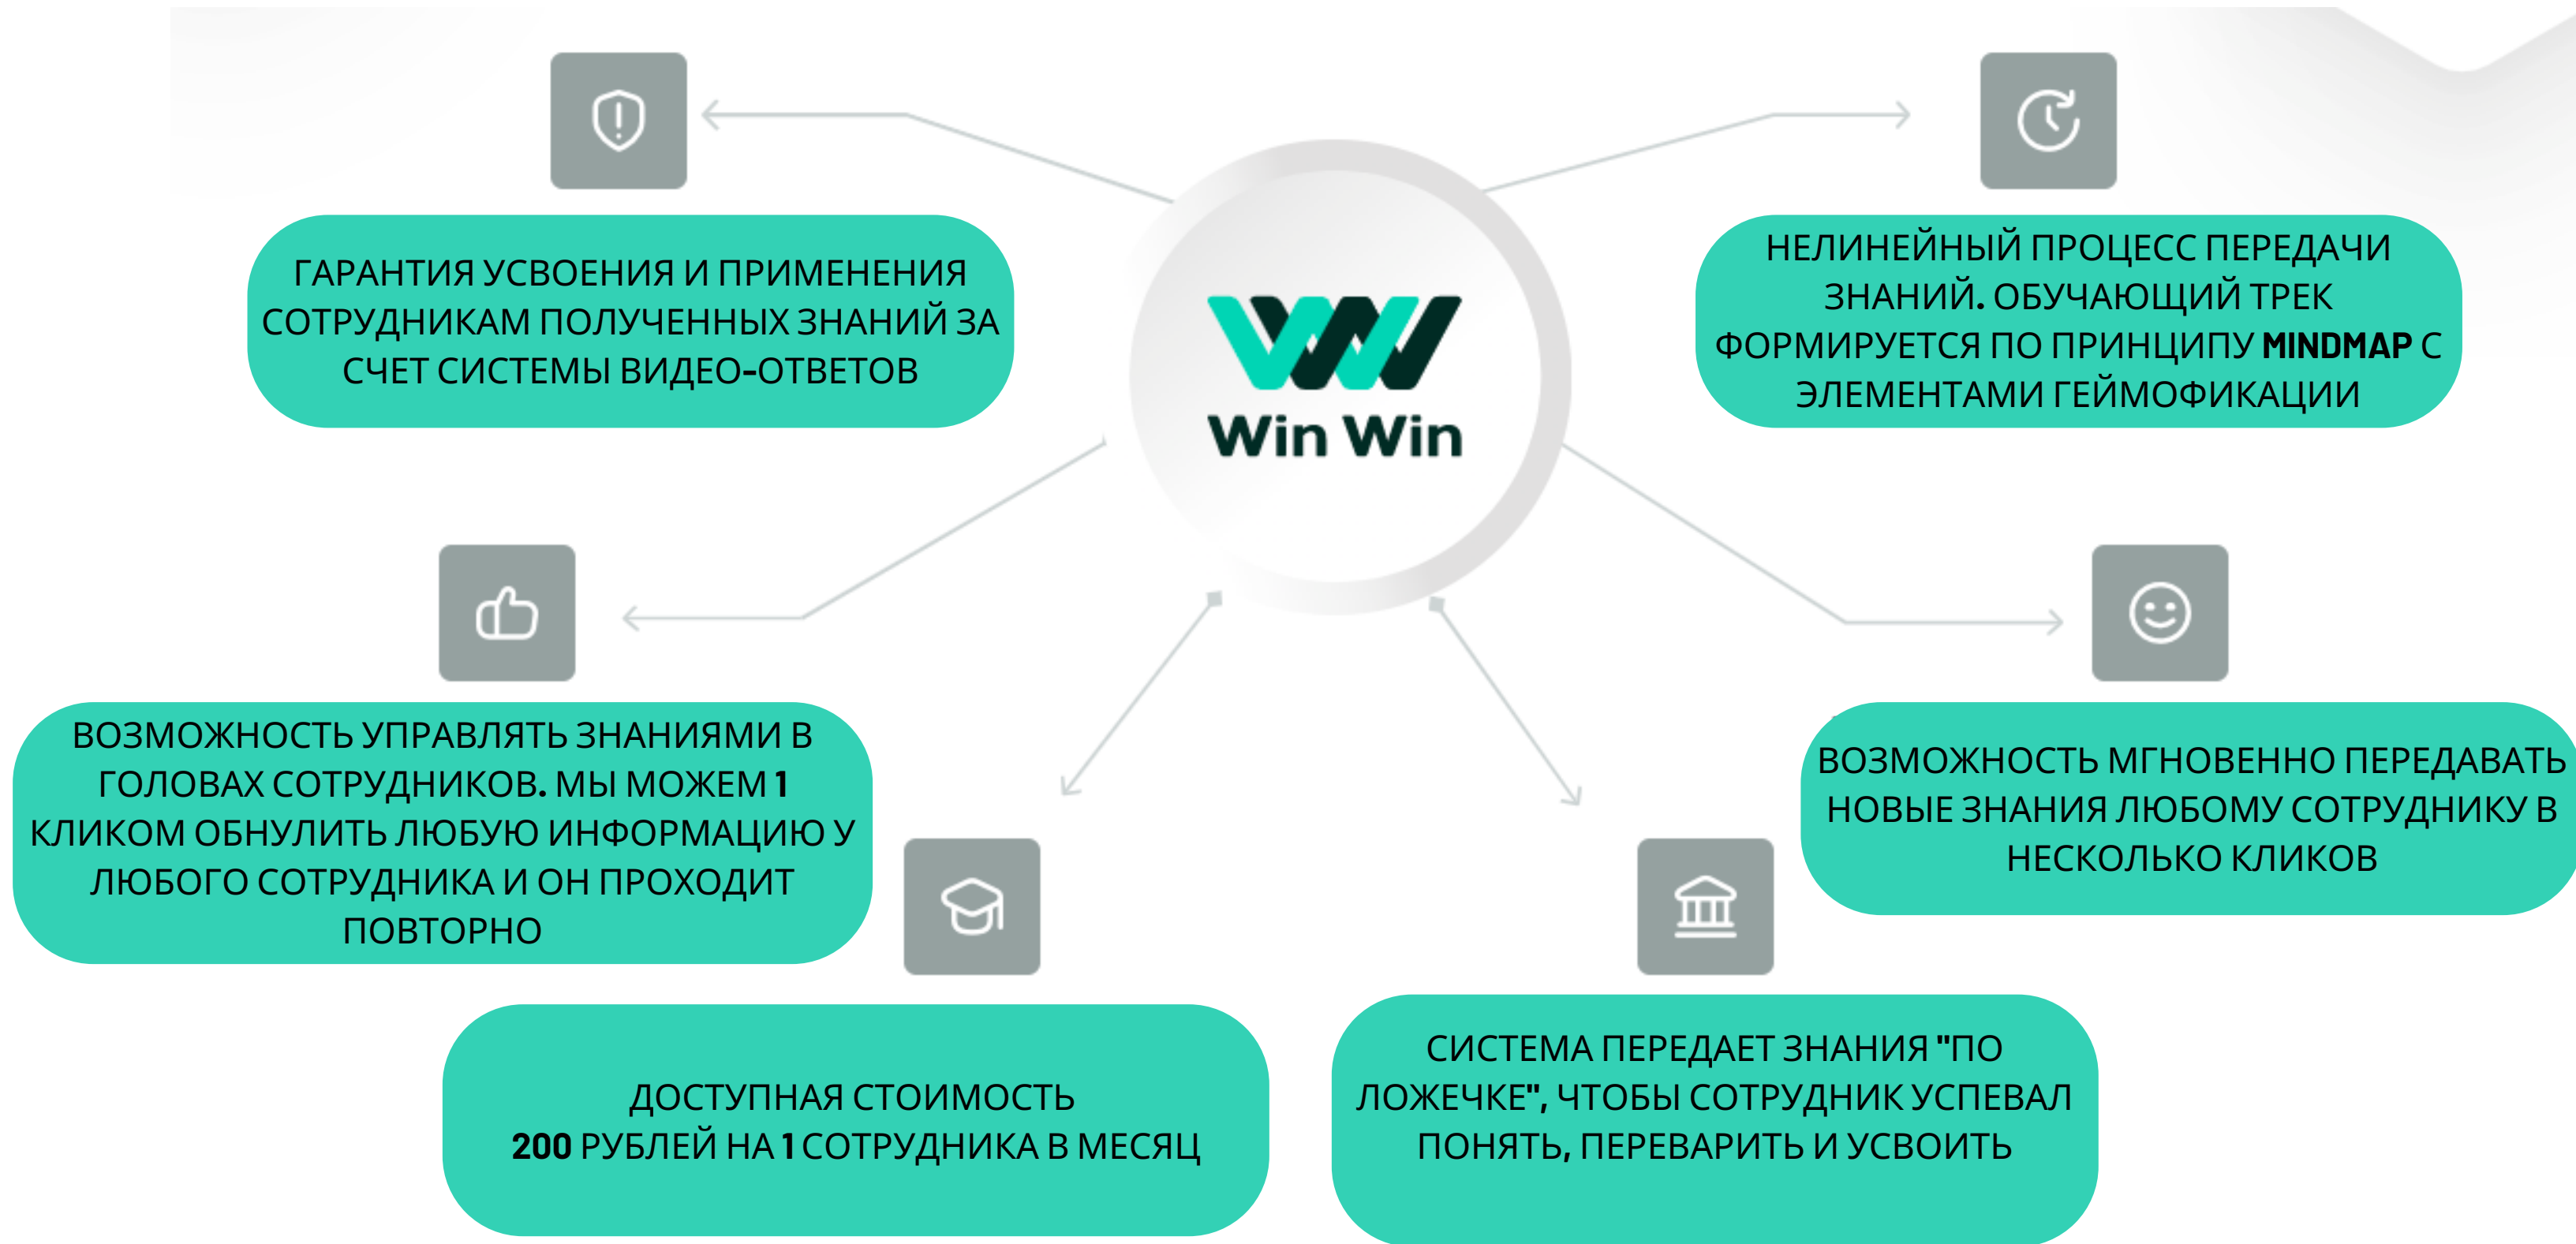 ГАРАНТИЯ УСВОЕНИЯ И ПРИМЕНЕНИЯ
СОТРУДНИКАМ ПОЛУЧЕННЫХ ЗНАНИЙ ЗА
СЧЕТ СИСТЕМЫ ВИДЕО-ОТВЕТОВ
НЕЛИНЕЙНЫЙ ПРОЦЕСС ПЕРЕДАЧИ
ЗНАНИЙ. ОБУЧАЮЩИЙ ТРЕК
ФОРМИРУЕТСЯ ПО ПРИНЦИПУ MINDMAP С
ЭЛЕМЕНТАМИ ГЕЙМОФИКАЦИИ
Win Win
ВОЗМОЖНОСТЬ УПРАВЛЯТЬ ЗНАНИЯМИ В
ГОЛОВАХ СОТРУДНИКОВ. МЫ МОЖЕМ 1
КЛИКОМ ОБНУЛИТЬ ЛЮБУЮ ИНФОРМАЦИЮ У
ЛЮБОГО СОТРУДНИКА И ОН ПРОХОДИТ
ПОВТОРНО
ВОЗМОЖНОСТЬ МГНОВЕННО ПЕРЕДАВАТЬ
НОВЫЕ ЗНАНИЯ ЛЮБОМУ СОТРУДНИКУ В
НЕСКОЛЬКО КЛИКОВ
ДОСТУПНАЯ СТОИМОСТЬ
200 РУБЛЕЙ НА 1 СОТРУДНИКА В МЕСЯЦ
СИСТЕМА ПЕРЕДАЕТ ЗНАНИЯ "ПО
ЛОЖЕЧКЕ", ЧТОБЫ СОТРУДНИК УСПЕВАЛ
ПОНЯТЬ, ПЕРЕВАРИТЬ И УСВОИТЬ